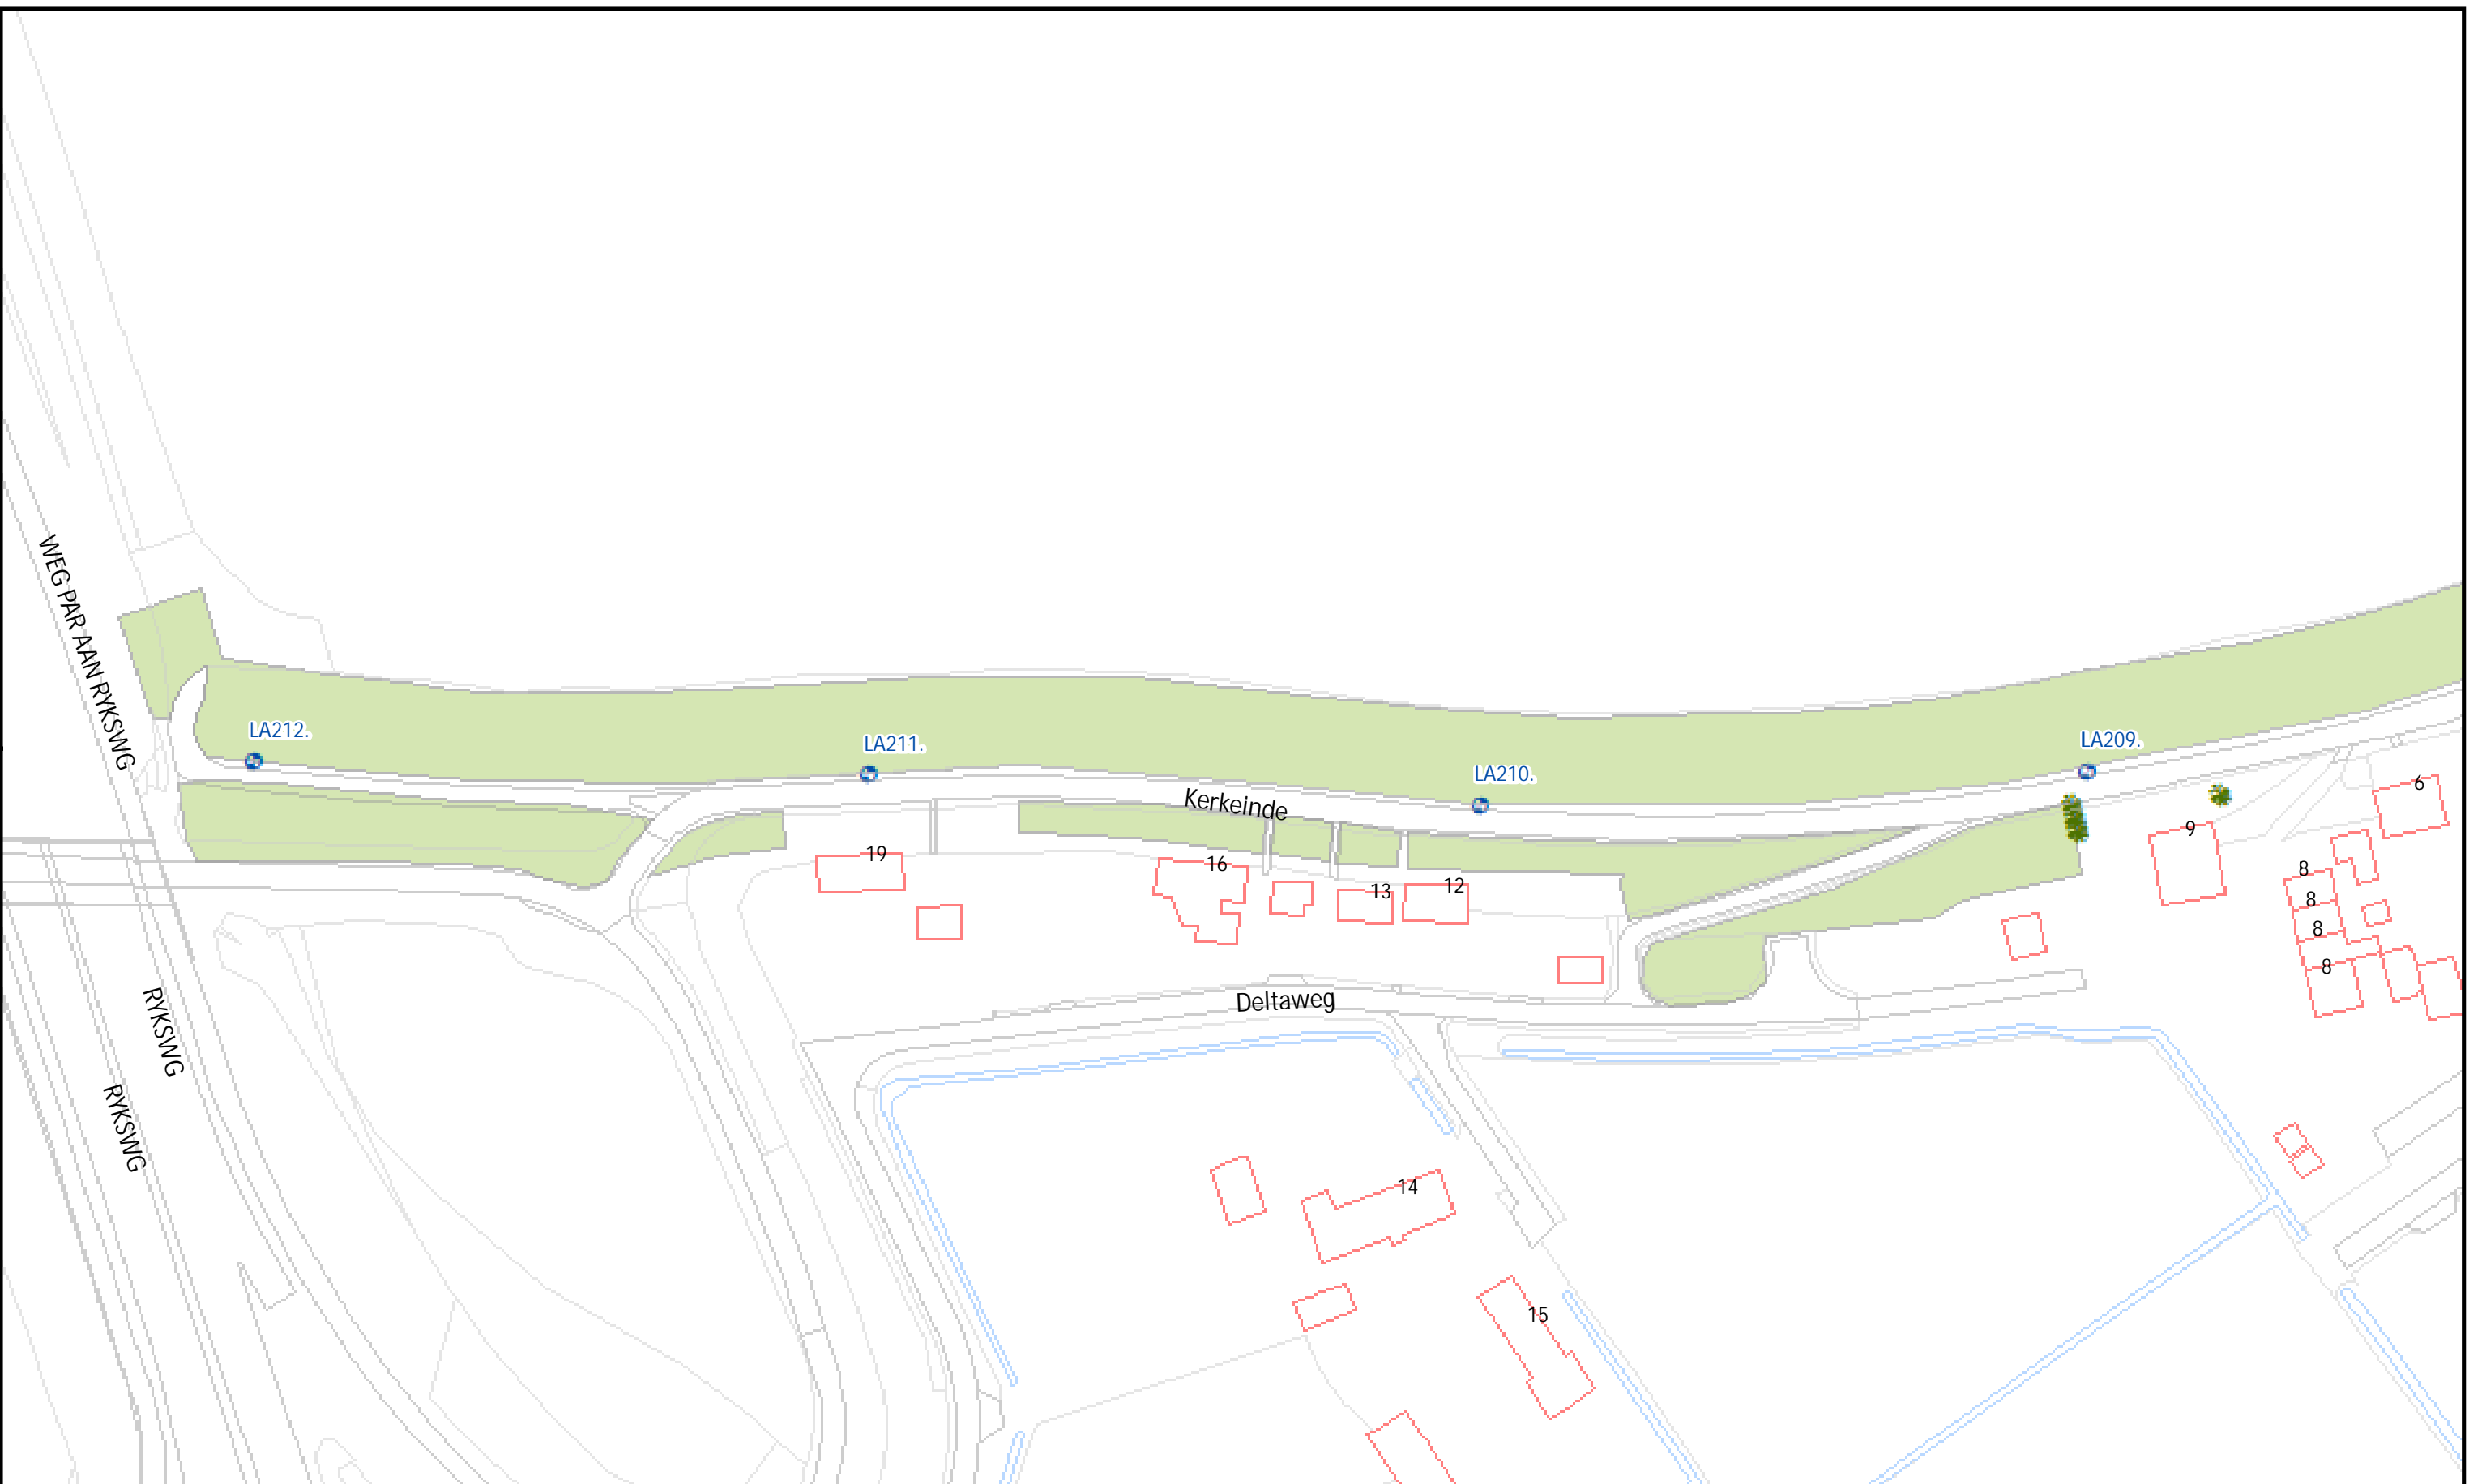 WEG PAR AAN RYKSWG
LA212.
LA211.
LA210.
LA209.
Kerkeinde
6
9
19
16
13
12
8
8
8
8
Deltaweg
RYKSWG
RYKSWG
14
15